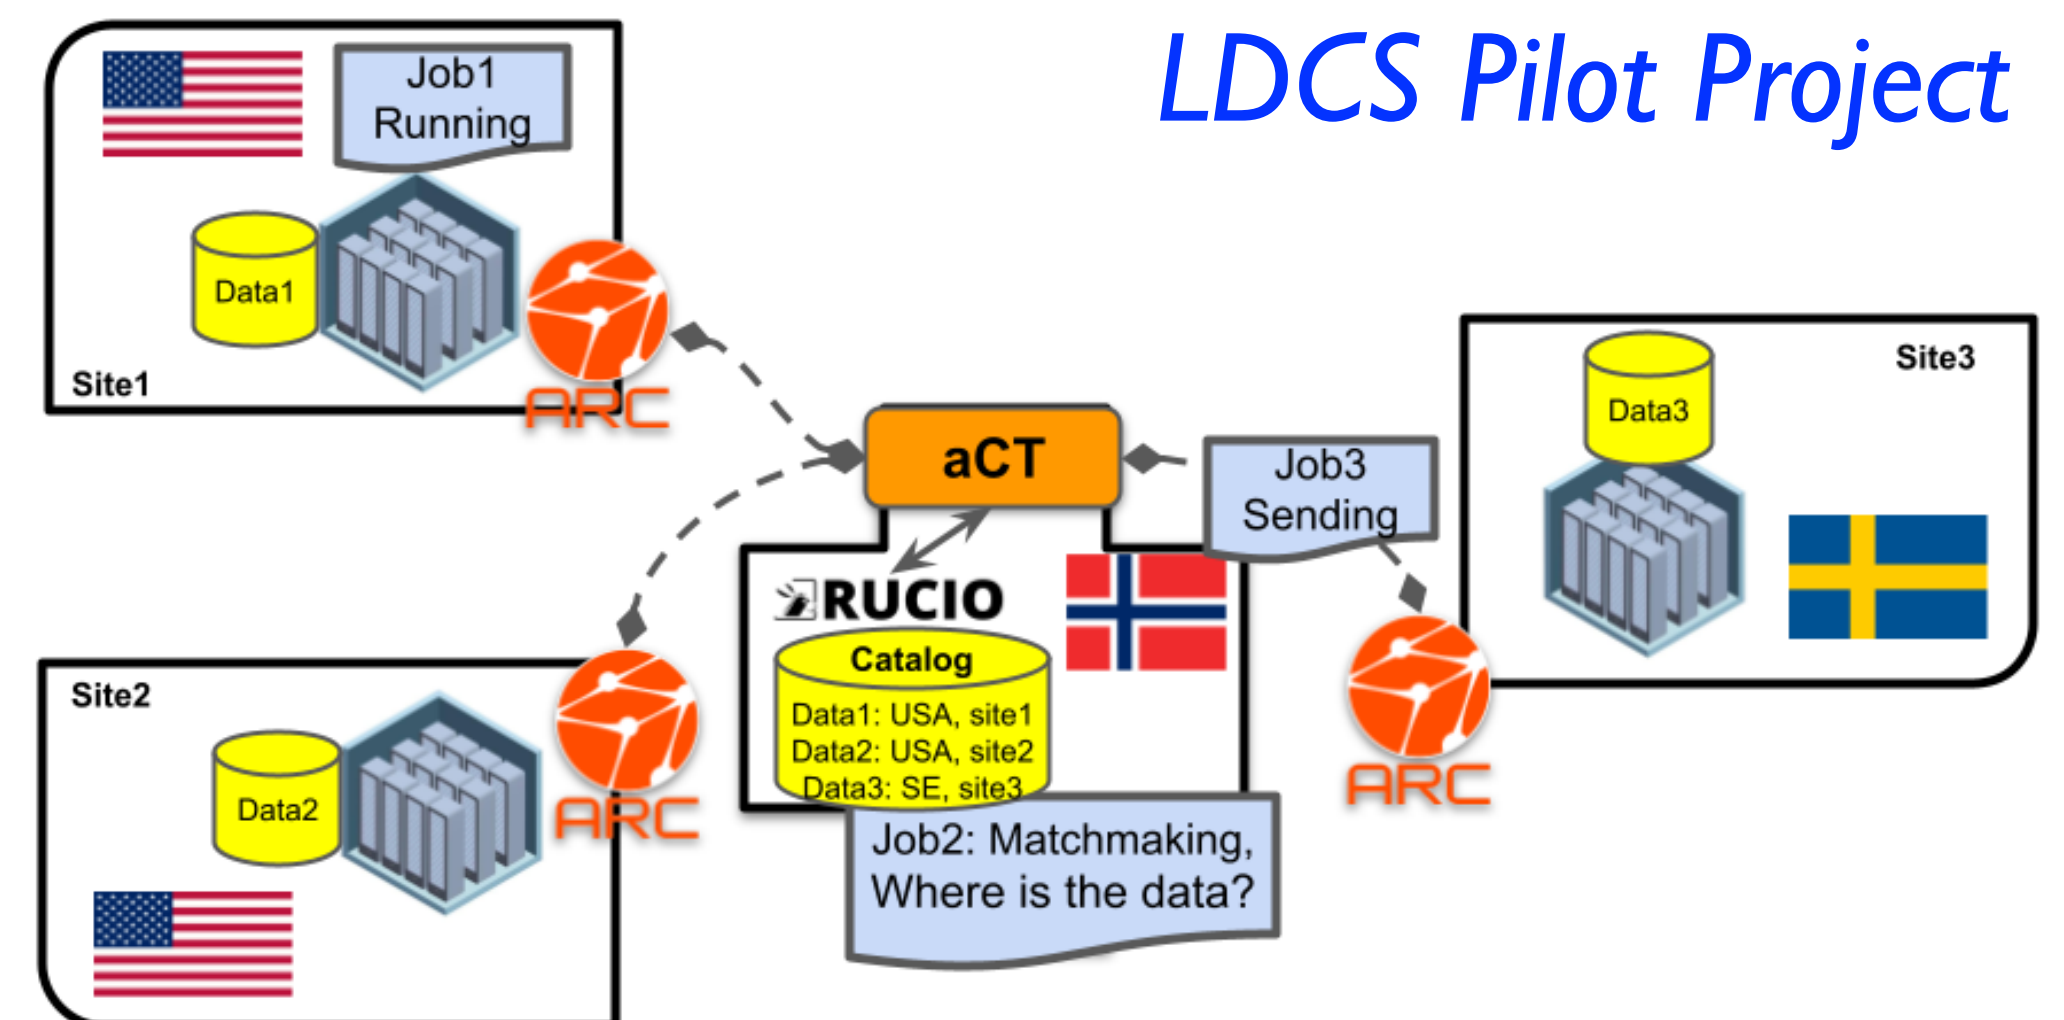 LDCS Pilot Project
Job1
Running
Data1
Site1
ARC
aCT
Job3
Sending
Site3
Data3
ARC
Site2
Data2
ARC
RUCIO
Catalog
Data1: USA, site1
Data2: USA, site2
Data3: SE, site3
Job2: Matchmaking,
Where is the data?